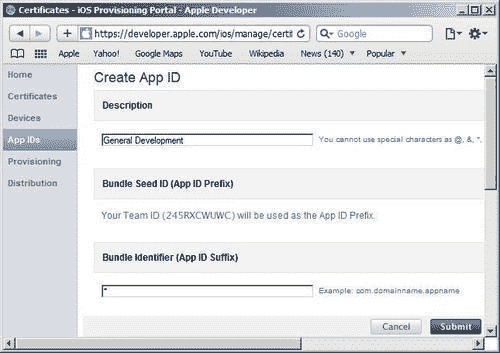 Certificates - iOS Provisioning Portal - Apple Developer
https://developer.apple.com/ios/manage/certif
Google
Apple Yahoo! Google Maps YouTube Wikipedia News (140) Popular
Home
Certificates
Devices
App IDs
Provisioning
Distribution
Create App ID
Description
General Development
You cannot use special characters as @, &, *,
Bundle Seed ID (App ID Prefix)
Your Team ID (245RXCWUWC) will be used as the App ID Prefix.
Bundle Identifier (App ID Suffix)
*
Example: com.domainname.appname
Cancel Submit